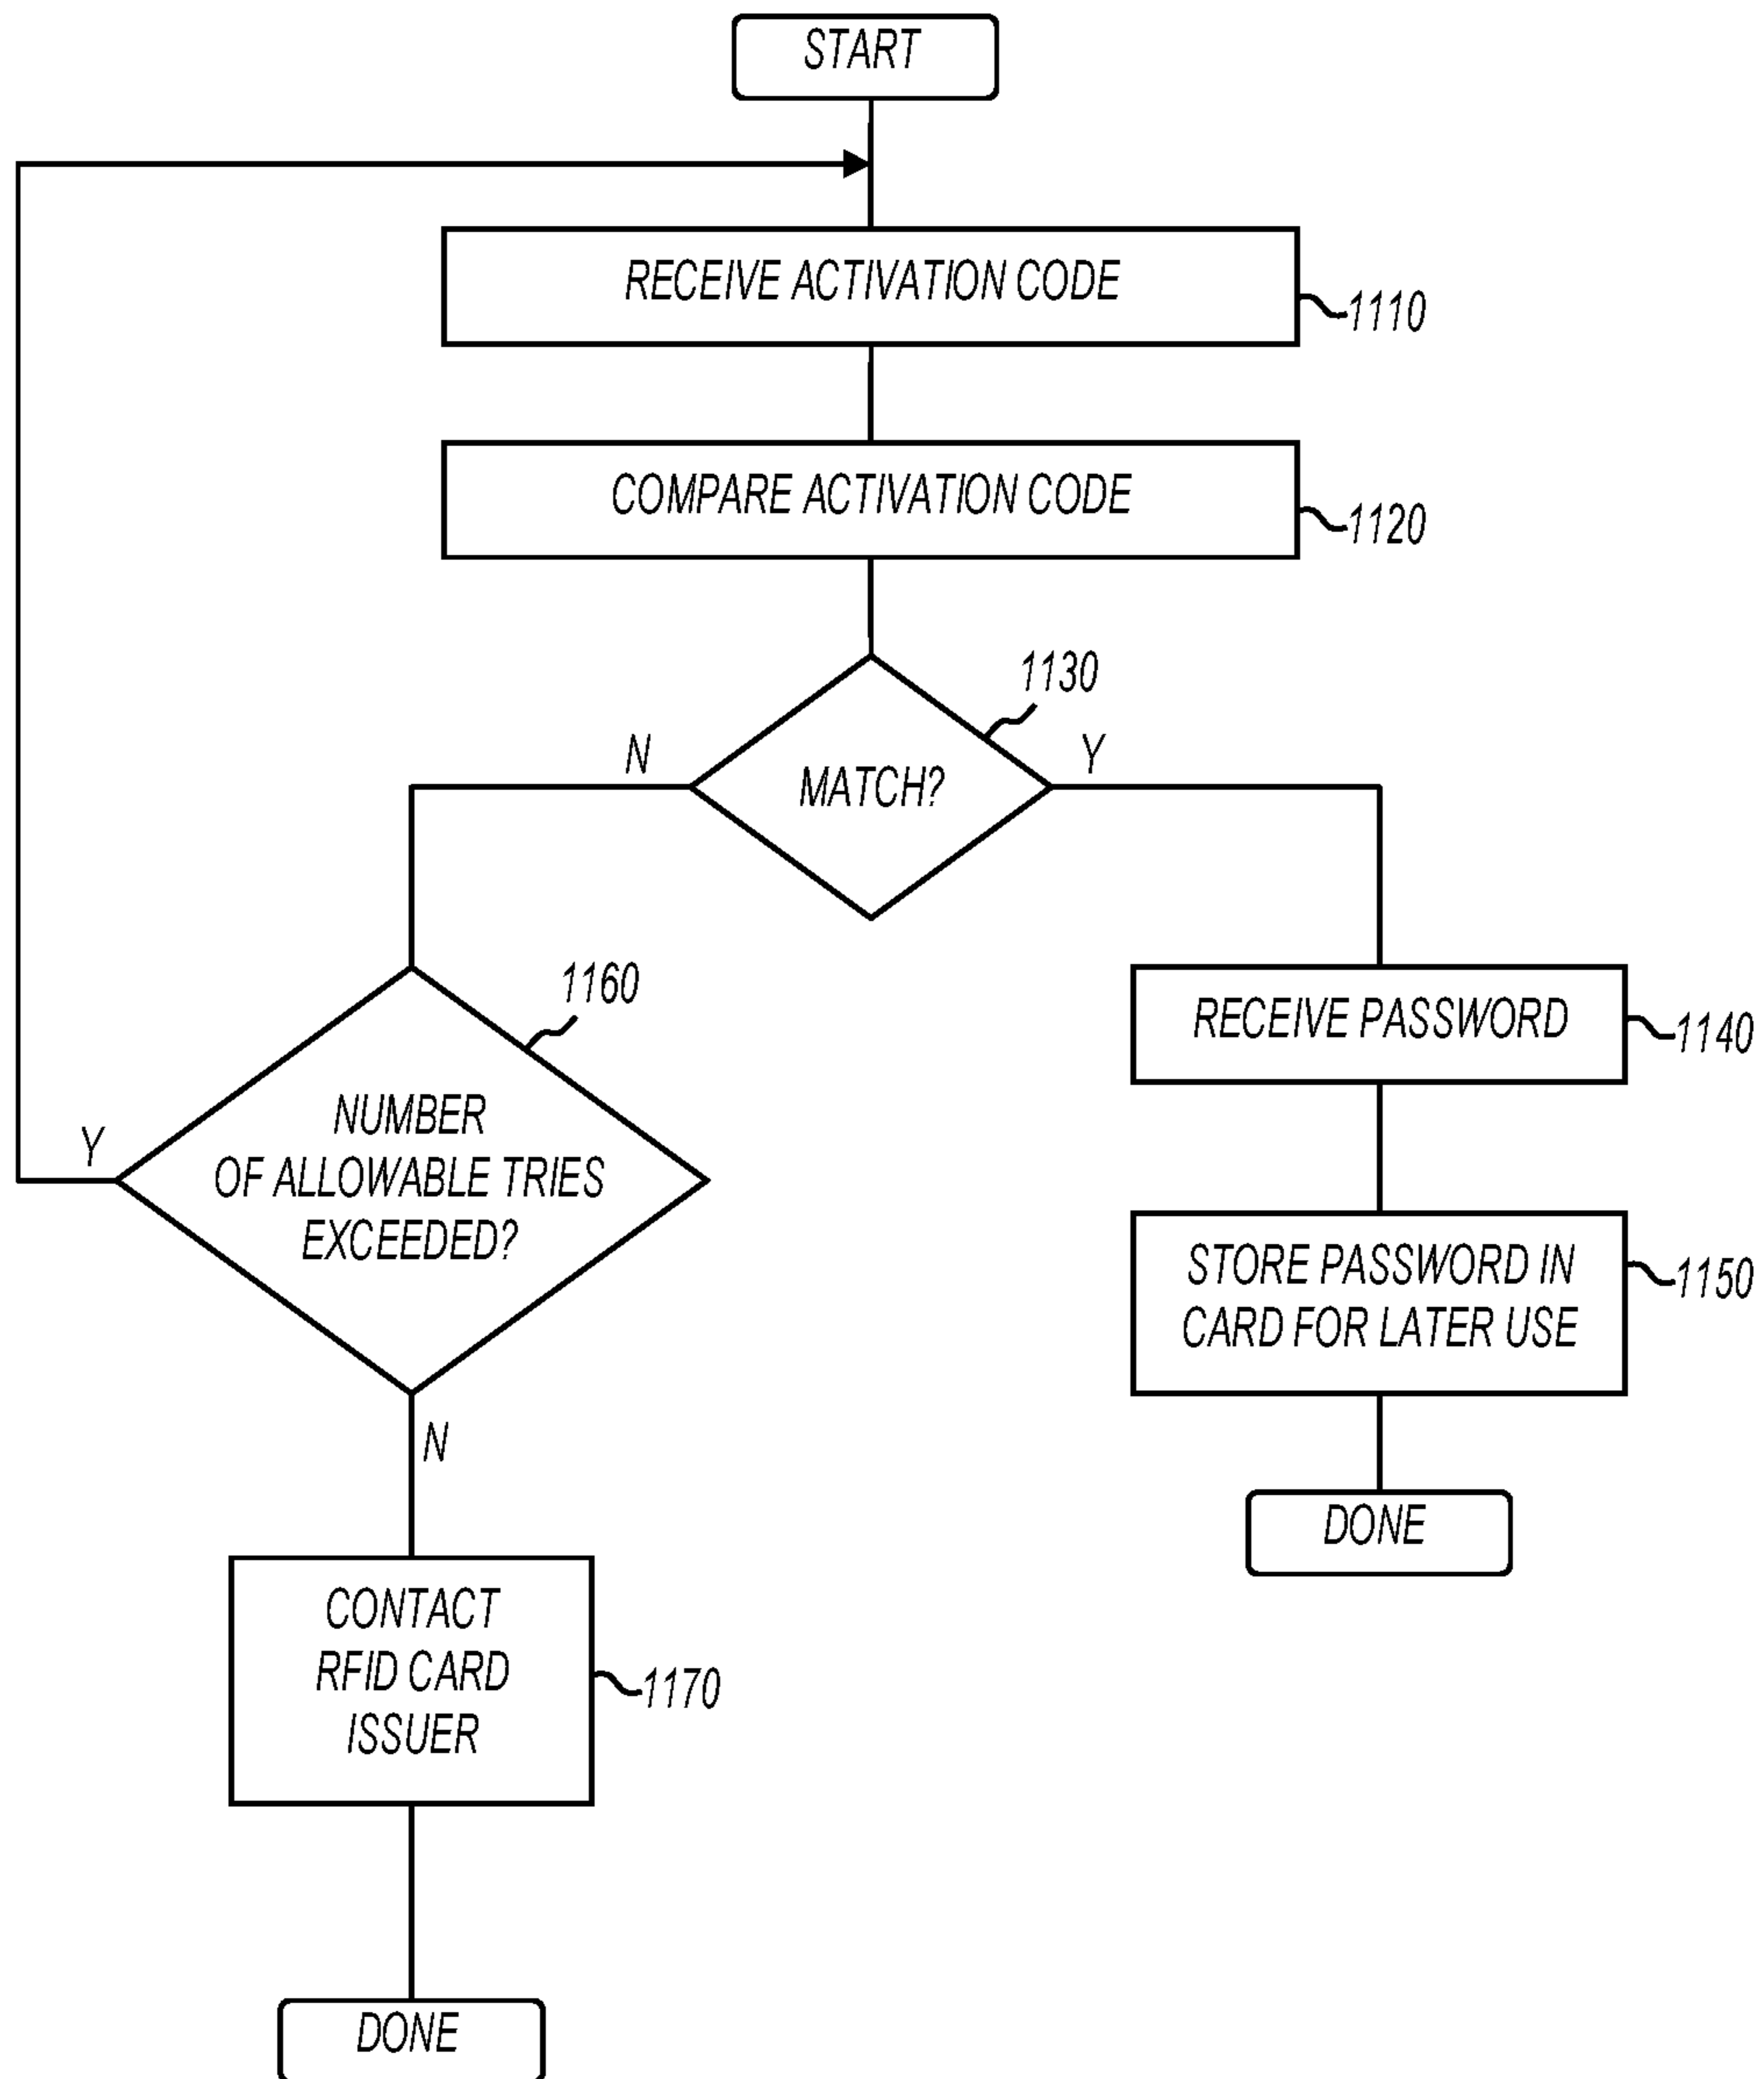 START
RECEIVE ACTIVATION CODE
1110
COMPARE ACTIVATION CODE
1120
1130
N
MATCH?
Y
1160
NUMBER
OF ALLOWABLE TRIES
EXCEEDED?
Y
N
RECEIVE PASSWORD
1140
STORE PASSWORD IN
CARD FOR LATER USE
1150
DONE
CONTACT
RFID CARD
ISSUER
1170
DONE